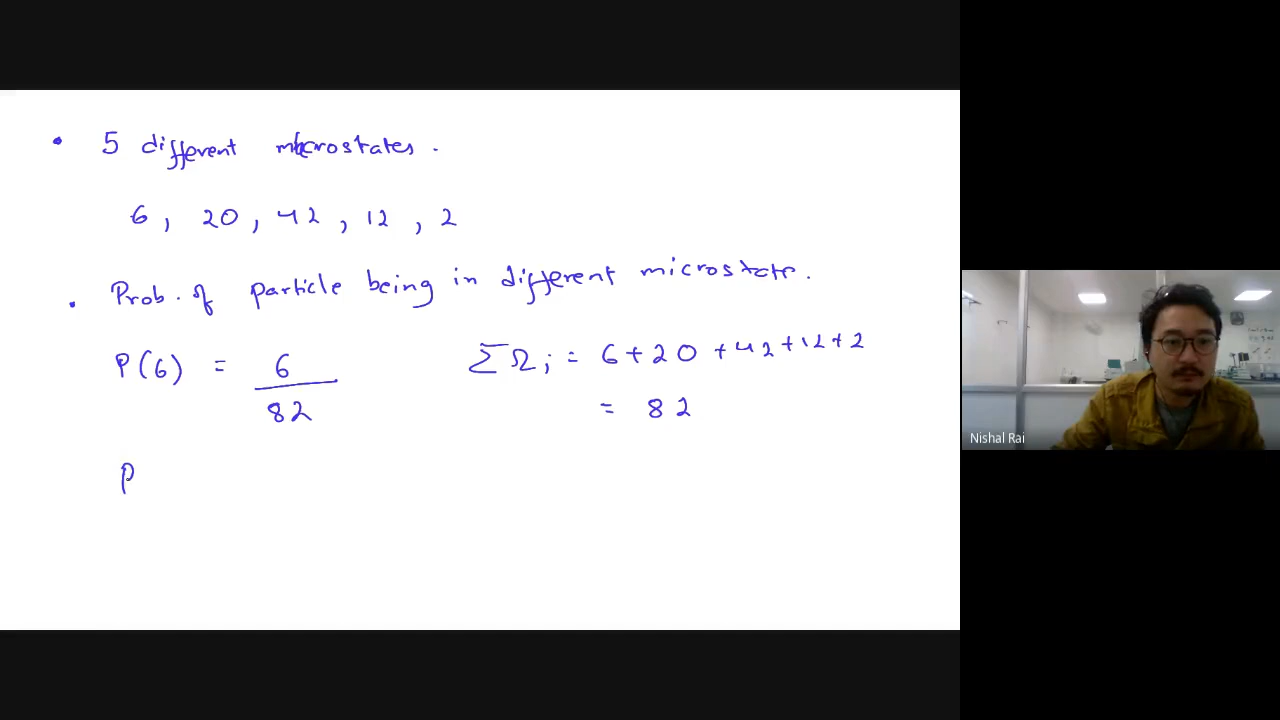 • 5 different microstates.
6, 20, 42, 12, 2
• Prob. of particle being in different microstate.
P(6) = 6/82
ΣΩi = 6+20+42+12+2
= 82
P
Nishal Rai